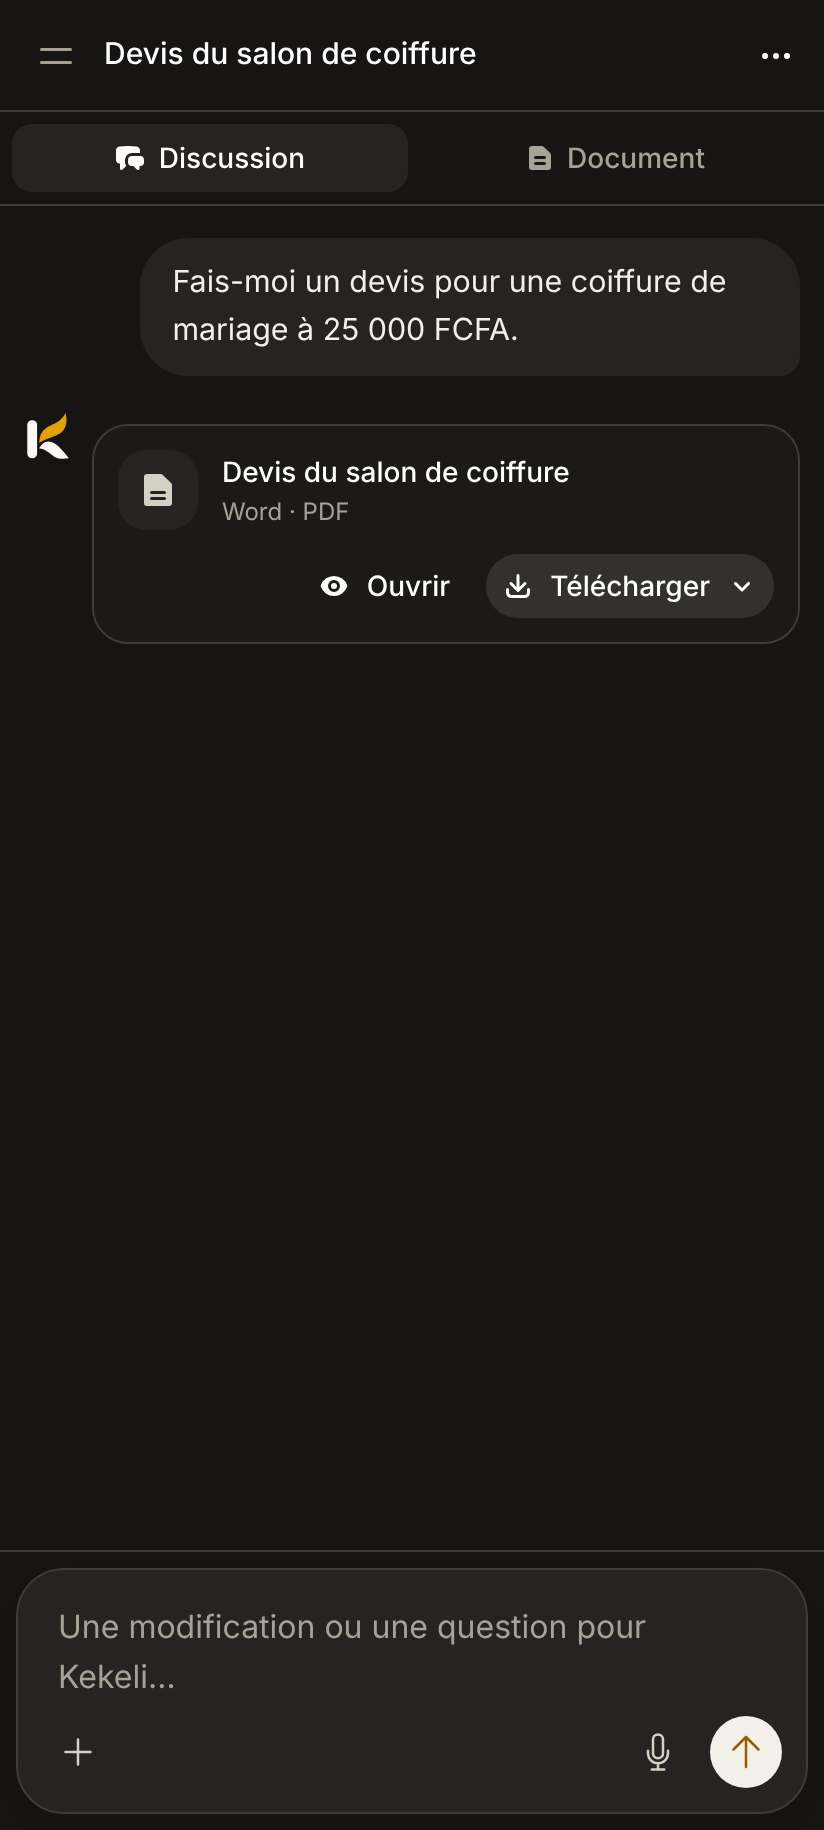 Devis du salon de coiffure
Discussion
Document
Fais-moi un devis pour une coiffure de
mariage à 25 000 FCFA.
Devis du salon de coiffure
Word · PDF
Ouvrir
Télécharger
Une modification ou une question pour
Kekeli...